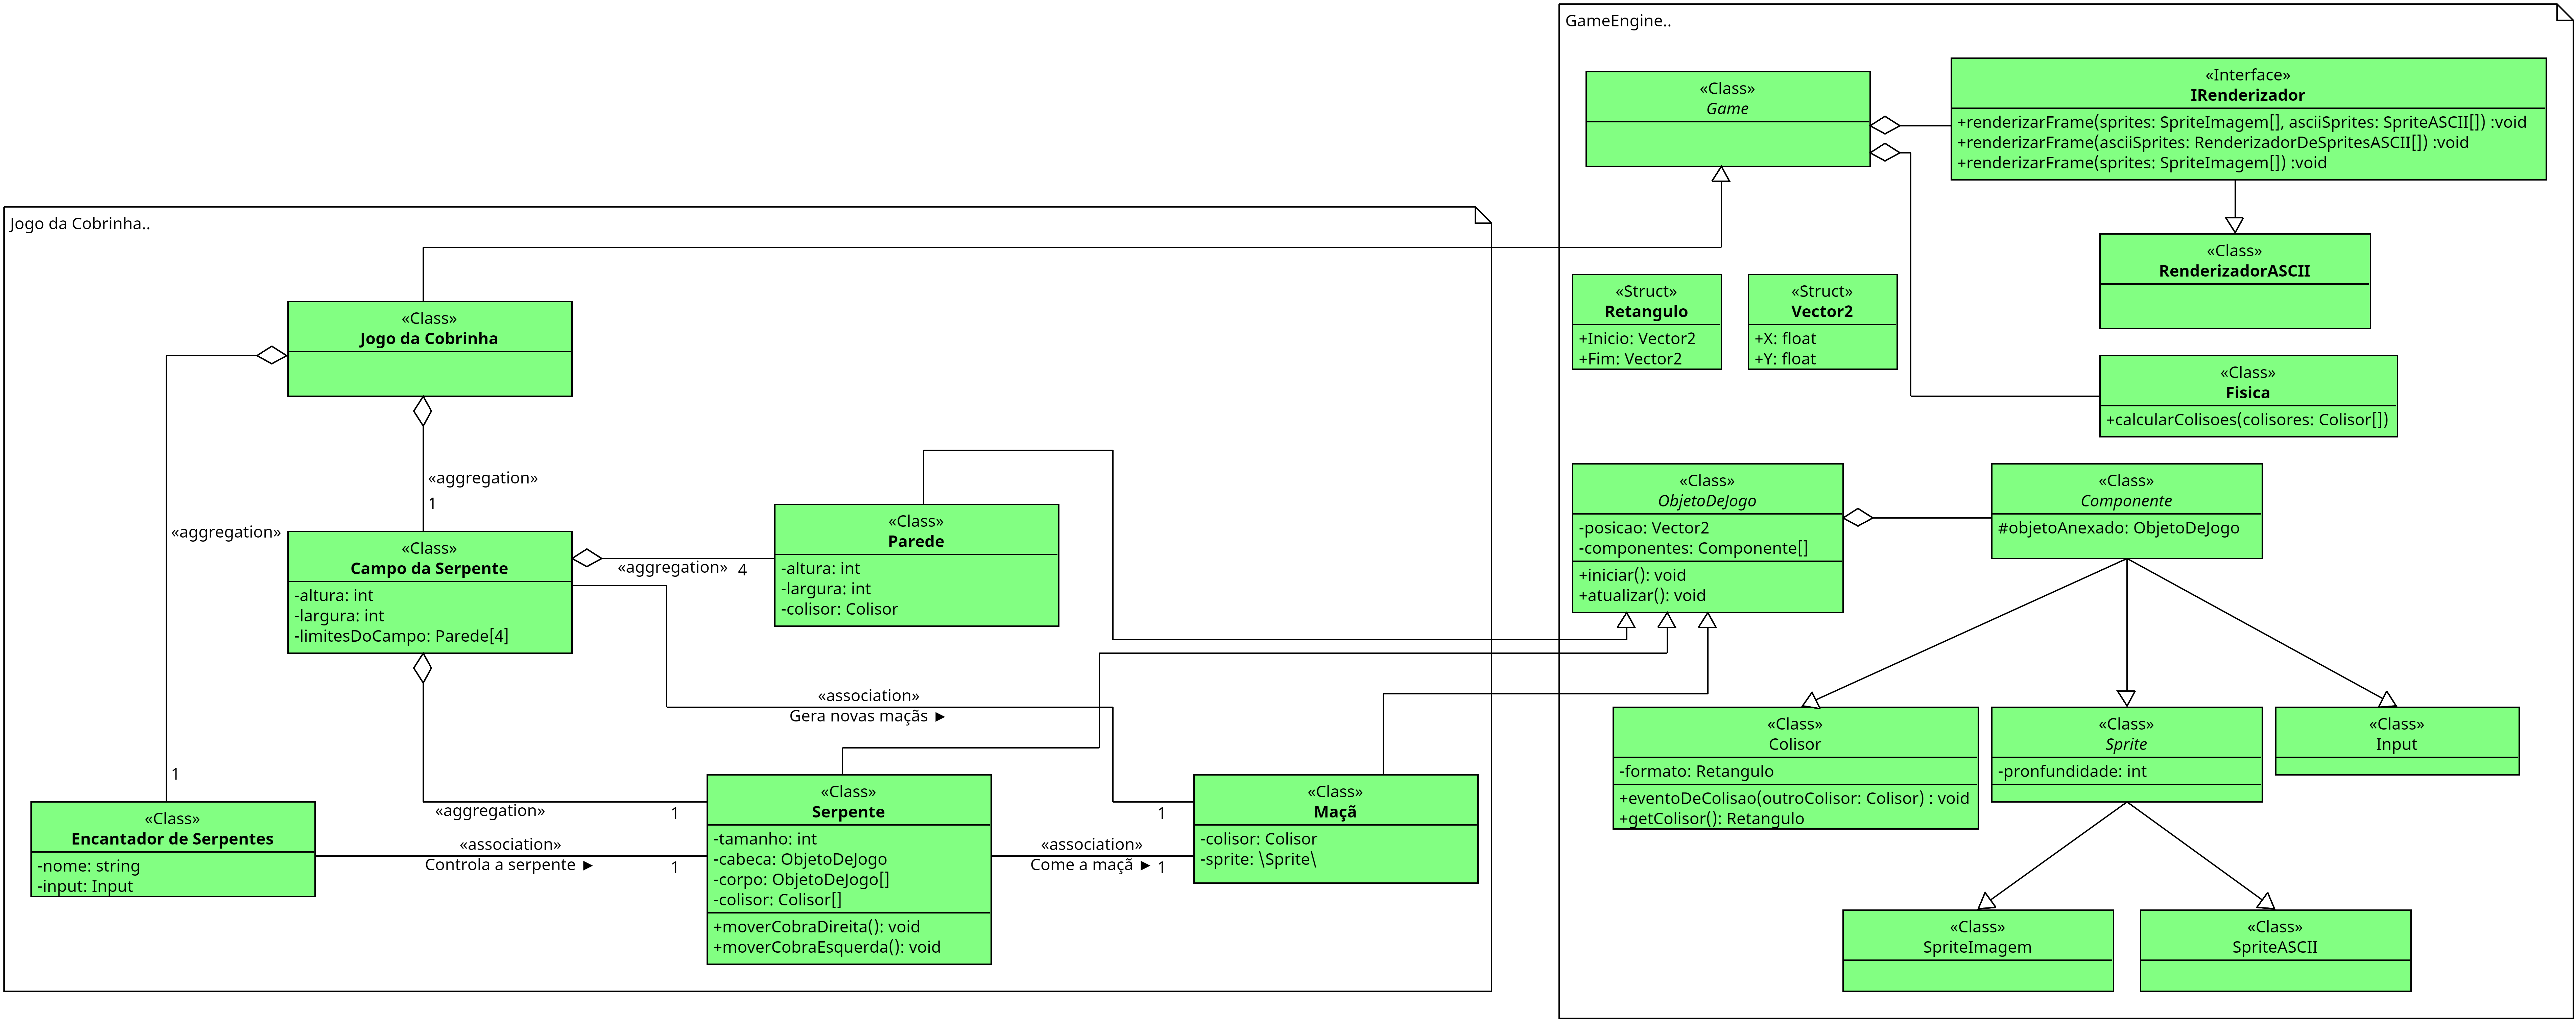 GameEngine..
«Class»
Game
«Interface»
IRenderizador
+renderizarFrame(sprites: SpriteImagem[], asciiSprites: SpriteASCII[]) :void
+renderizarFrame(asciiSprites: RenderizadorDeSpritesASCII[]) :void
+renderizarFrame(sprites: SpriteImagem[]) :void
«Class»
RenderizadorASCII
«Struct»
Retangulo
+Inicio: Vector2
+Fim: Vector2
«Struct»
Vector2
+X: float
+Y: float
«Class»
Fisica
+calcularColisoes(colisores: Colisor[])
«Class»
ObjetoDeJogo
-posicao: Vector2
-componentes: Componente[]
+iniciar(): void
+atualizar(): void
«Class»
Componente
#objetoAnexado: ObjetoDeJogo
«Class»
Colisor
-formato: Retangulo
+eventoDeColisao(outroColisor: Colisor) : void
+getColisor(): Retangulo
«Class»
Sprite
-pronfundidade: int
«Class»
Input
«Class»
SpriteImagem
«Class»
SpriteASCII
Jogo da Cobrinha..
«Class»
Jogo da Cobrinha
«aggregation»
1
«aggregation»
1
«Class»
Campo da Serpente
-altura: int
-largura: int
-limitesDoCampo: Parede[4]
«aggregation»
4
«Class»
Parede
-altura: int
-largura: int
-colisor: Colisor
«association»
Gera novas maçãs ►
1
«aggregation»
1
«Class»
Encantador de Serpentes
-nome: string
-input: Input
«association»
Controla a serpente ►
1
«Class»
Serpente
-tamanho: int
-cabeca: ObjetoDeJogo
-corpo: ObjetoDeJogo[]
-colisor: Colisor[]
+moverCobraDireita(): void
+moverCobraEsquerda(): void
«association»
Come a maçã ►
1
«Class»
Maçã
-colisor: Colisor
-sprite: \Sprite\